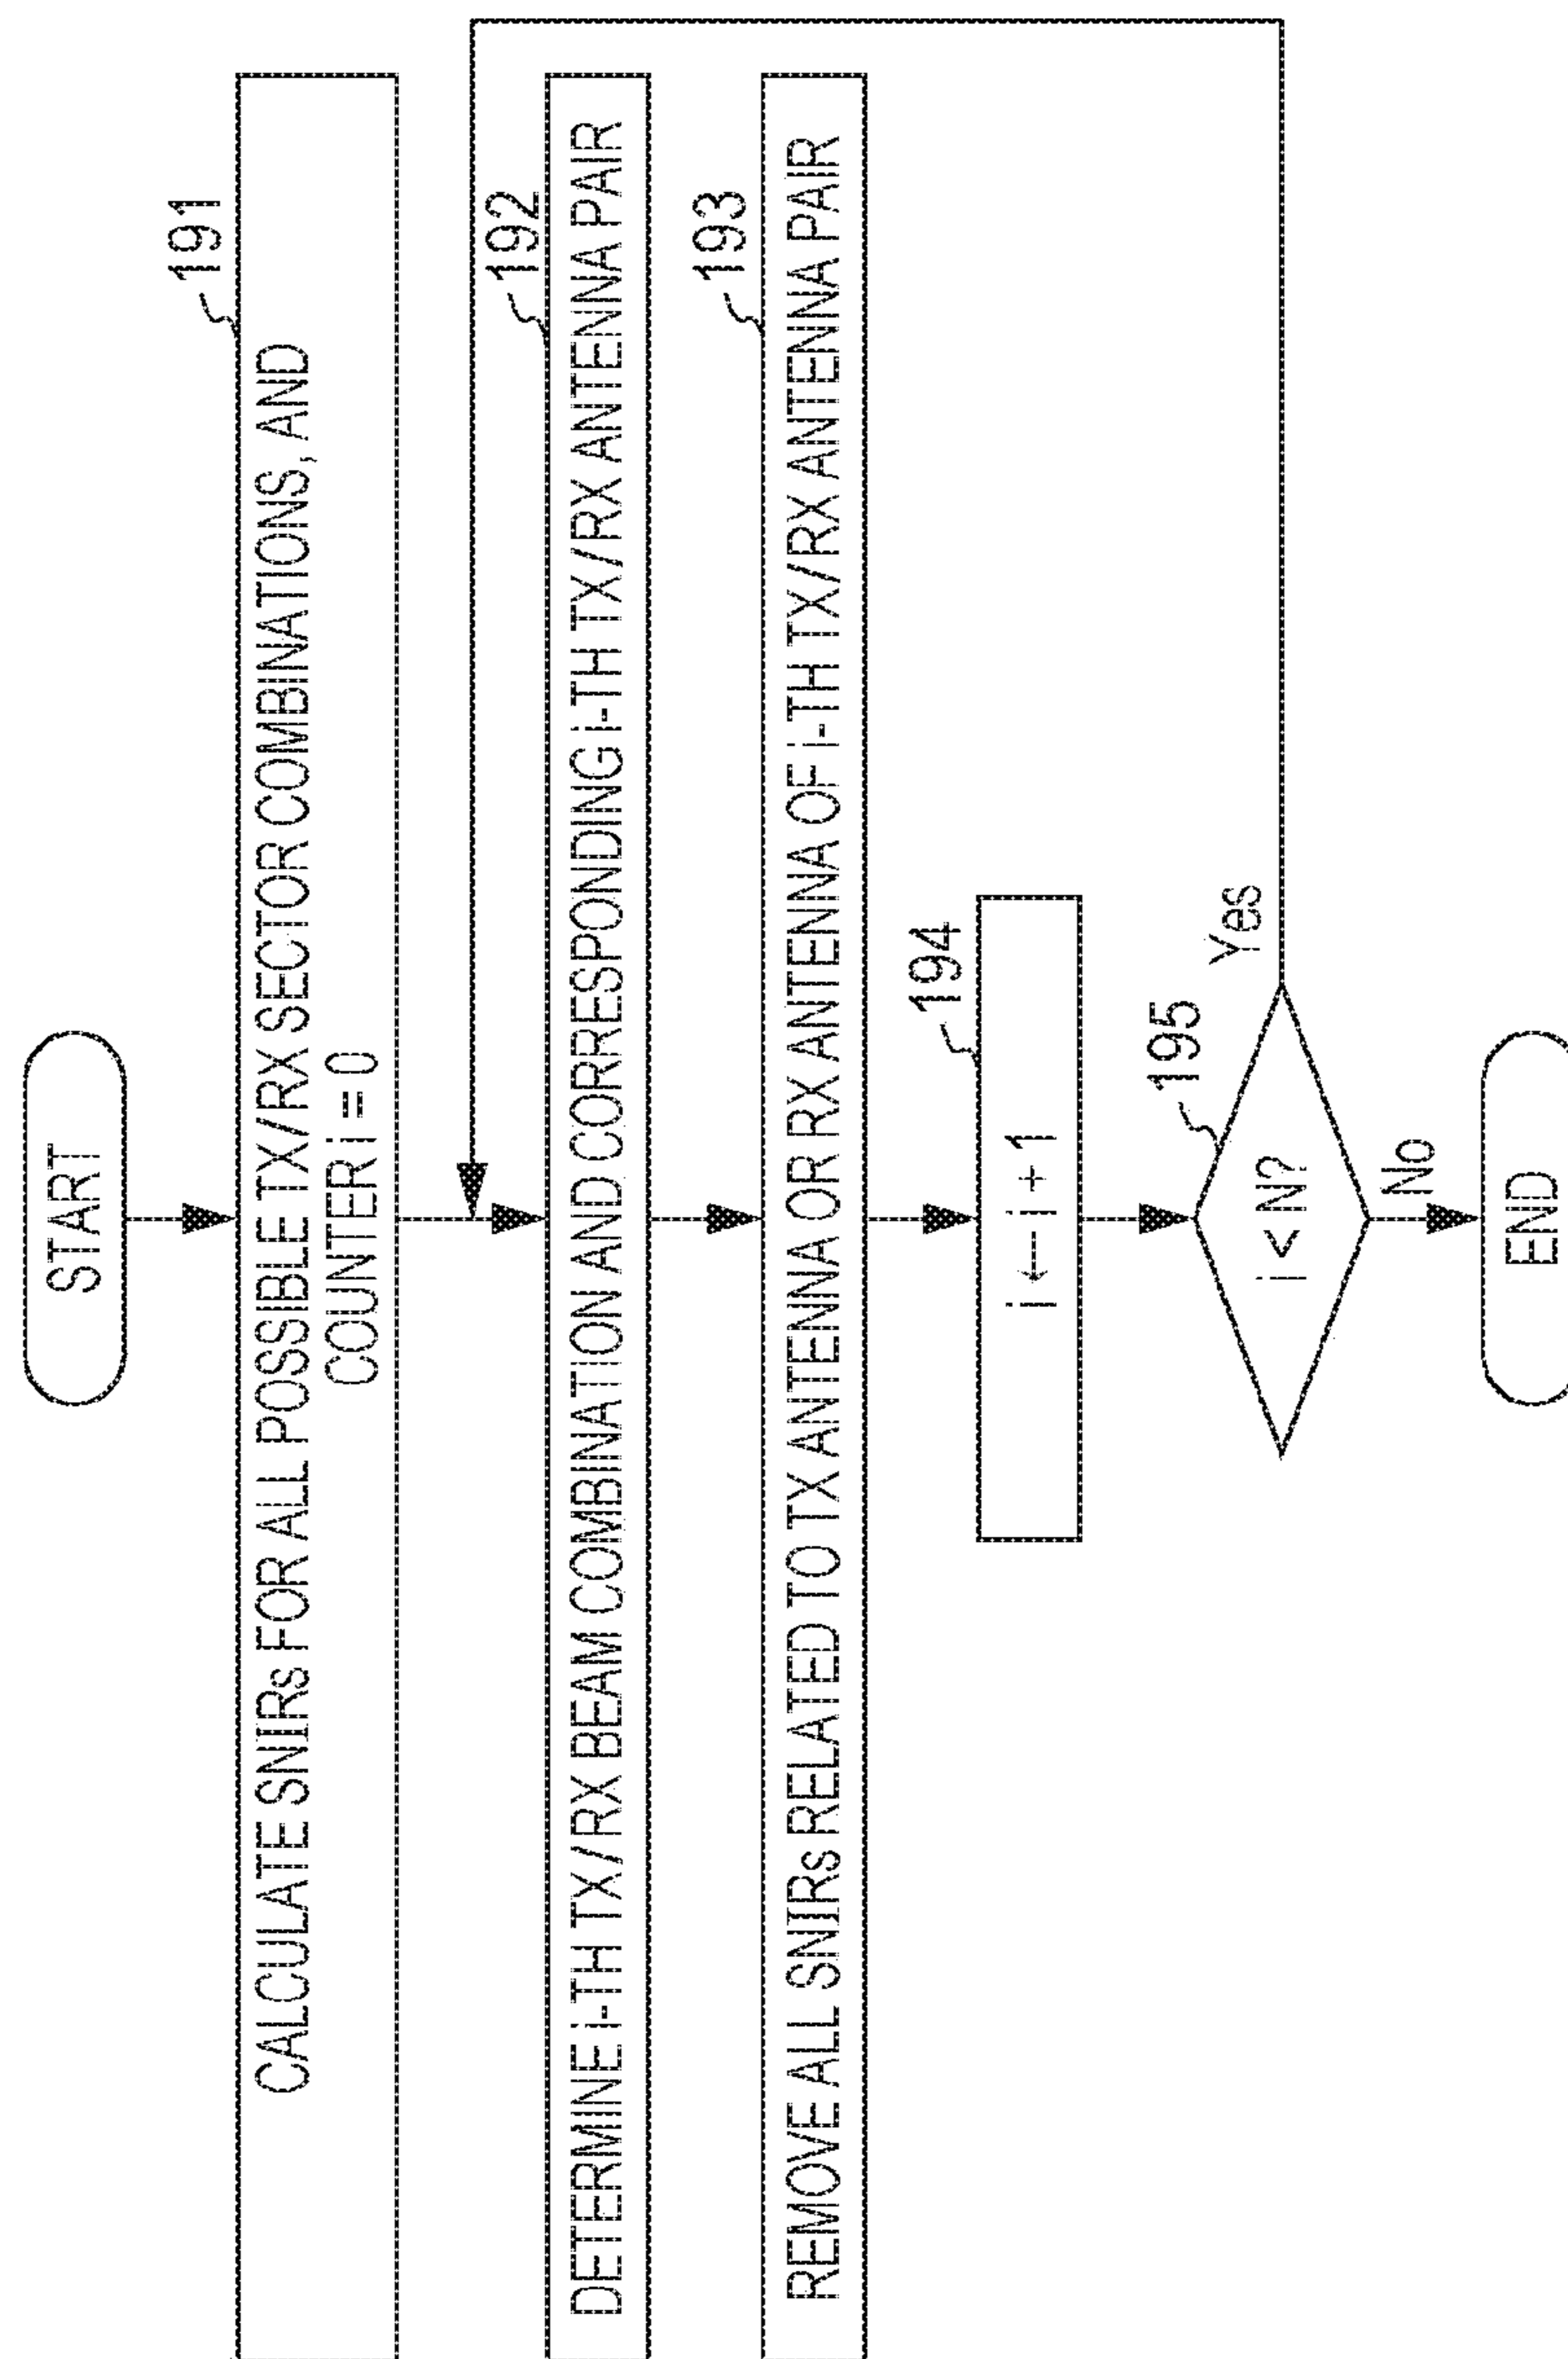 START
191
CALCULATE SNIRs FOR ALL POSSIBLE TX/RX SECTOR COMBINATIONS, AND
COUNTER i = 0
192
DETERMINE i-TH TX/RX BEAM COMBINATION AND CORRESPONDING i-TH TX/RX ANTENNA PAIR
193
REMOVE ALL SNIRs RELATED TO TX ANTENNA OR RX ANTENNA OF i-TH TX/RX ANTENNA PAIR
194
i ← i + 1
195
i < N?
Yes
No
END